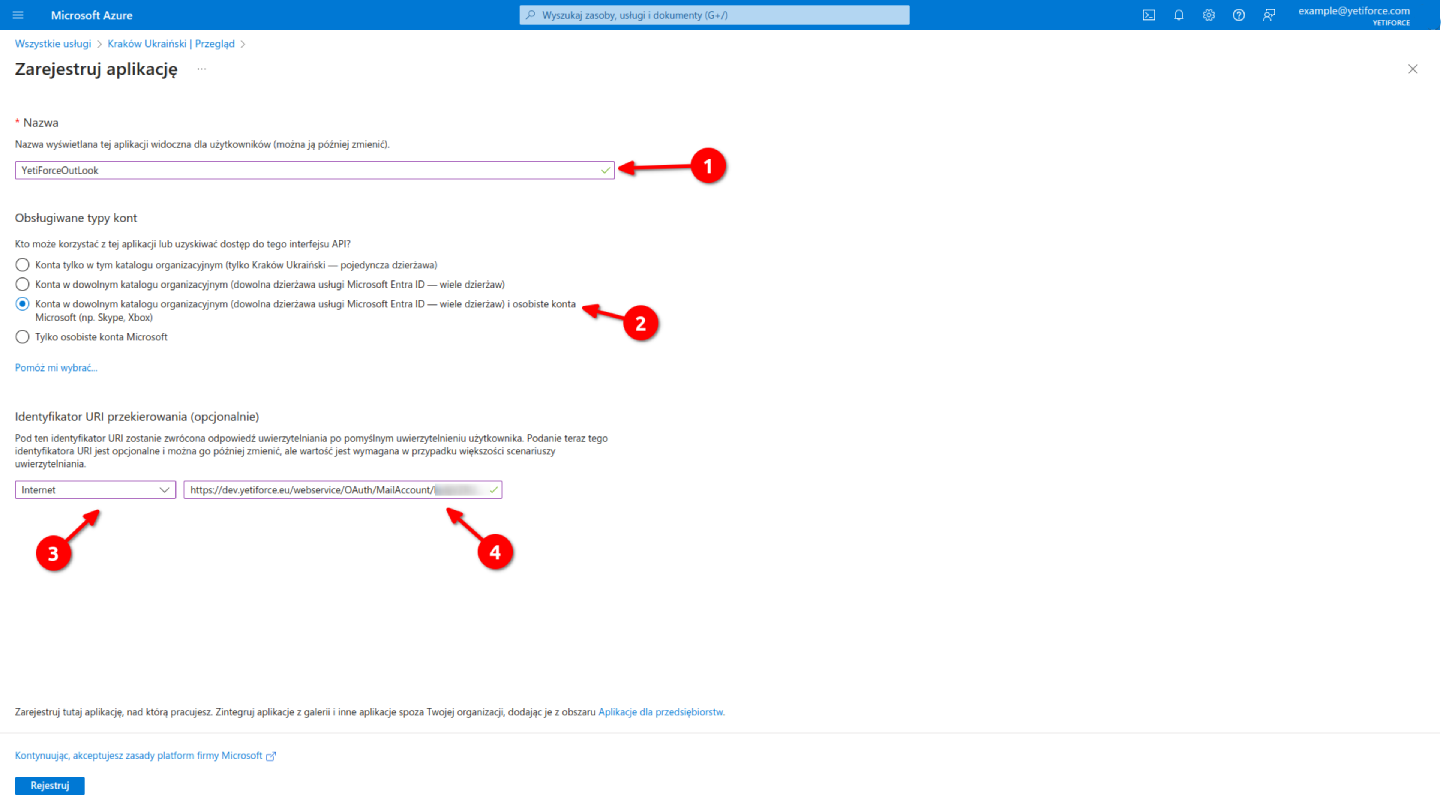 Microsoft Azure
Wyszukaj zasoby, usługi i dokumenty (G+/)
example@yetiforce.com
YETIFORCE
Wszystkie usługi > Kraków Ukraiński | Przegląd >
Zarejestruj aplikację ...
* Nazwa
Nazwa wyświetlana tej aplikacji widoczna dla użytkowników (można ją później zmienić).
YetiForceOutLook
1
Obsługiwane typy kont
Kto może korzystać z tej aplikacji lub uzyskiwać dostęp do tego interfejsu API?
Konta tylko w tym katalogu organizacyjnym (tylko Kraków Ukraiński — pojedyncza dzierżawa)
Konta w dowolnym katalogu organizacyjnym (dowolna dzierżawa usługi Microsoft Entra ID — wiele dzierżaw)
Konta w dowolnym katalogu organizacyjnym (dowolna dzierżawa usługi Microsoft Entra ID — wiele dzierżaw) i osobiste konta
Microsoft (np. Skype, Xbox)
2
Tylko osobiste konta Microsoft
Pomóż mi wybrać...
Identyfikator URI przekierowania (opcjonalnie)
Pod ten identyfikator URI zostanie zwrócona odpowiedź uwierzytelniania po pomyślnym uwierzytelnieniu użytkownika. Podanie teraz tego
identyfikatora URI jest opcjonalne i można go później zmienić, ale wartość jest wymagana w przypadku większości scenariuszy
uwierzytelniania.
Internet
https://dev.yetiforce.eu/webservice/OAuth/MailAccount/
3
4
Zarejestruj tutaj aplikację, nad którą pracujesz. Zintegruj aplikacje z galerii i inne aplikacje spoza Twojej organizacji, dodając je z obszaru Aplikacje dla przedsiębiorstw.
Kontynuując, akceptujesz zasady platform firmy Microsoft
Rejestruj